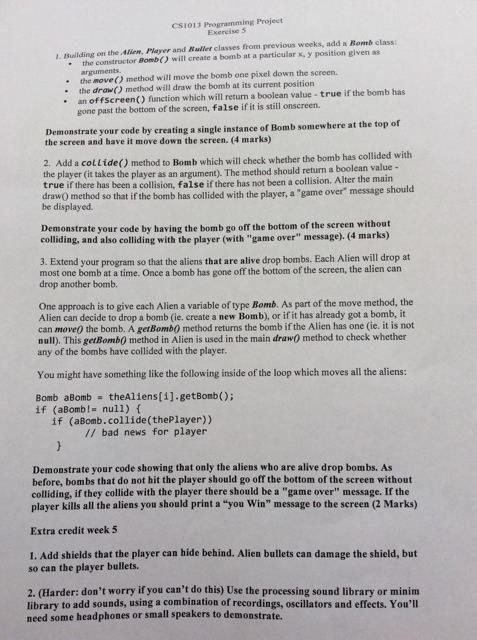 CS1013 Programming Project
Exercise 5
1. Building on the Alien, Player and Bullet classes from previous weeks, add a Bomb class:
• the constructor Bomb() will create a bomb at a particular x, y position given as
arguments.
• the move() method will move the bomb one pixel down the screen.
• the draw() method will draw the bomb at its current position
• an offScreen() function which will return a boolean value - true if the bomb has
gone past the bottom of the screen, false if it is still onscreen.
Demonstrate your code by creating a single instance of Bomb somewhere at the top of
the screen and have it move down the screen. (4 marks)
2. Add a collide() method to Bomb which will check whether the bomb has collided with
the player (it takes the player as an argument). The method should return a boolean value -
true if there has been a collision, false if there has not been a collision. Alter the main
draw() method so that if the bomb has collided with the player, a "game over" message should
be displayed.
Demonstrate your code by having the bomb go off the bottom of the screen without
colliding, and also colliding with the player (with "game over" message). (4 marks)
3. Extend your program so that the aliens that are alive drop bombs. Each Alien will drop at
most one bomb at a time. Once a bomb has gone off the bottom of the screen, the alien can
drop another bomb.
One approach is to give each Alien a variable of type Bomb. As part of the move method, the
Alien can decide to drop a bomb (ie. create a new Bomb), or if it has already got a bomb, it
can move() the bomb. A getBomb() method returns the bomb if the Alien has one (ie. it is not
null). This getBomb() method in Alien is used in the main draw() method to check whether
any of the bombs have collided with the player.
You might have something like the following inside of the loop which moves all the aliens:
Bomb aBomb = theAliens[i].getBomb();
if (aBomb!= null) {
if (aBomb.collide(thePlayer))
// bad news for player
}
Demonstrate your code showing that only the aliens who are alive drop bombs. As
before, bombs that do not hit the player should go off the bottom of the screen without
colliding, if they collide with the player there should be a "game over" message. If the
player kills all the aliens you should print a “you Win” message to the screen (2 Marks)
Extra credit week 5
1. Add shields that the player can hide behind. Alien bullets can damage the shield, but
so can the player bullets.
2. (Harder: don’t worry if you can’t do this) Use the processing sound library or minim
library to add sounds, using a combination of recordings, oscillators and effects. You’ll
need some headphones or small speakers to demonstrate.